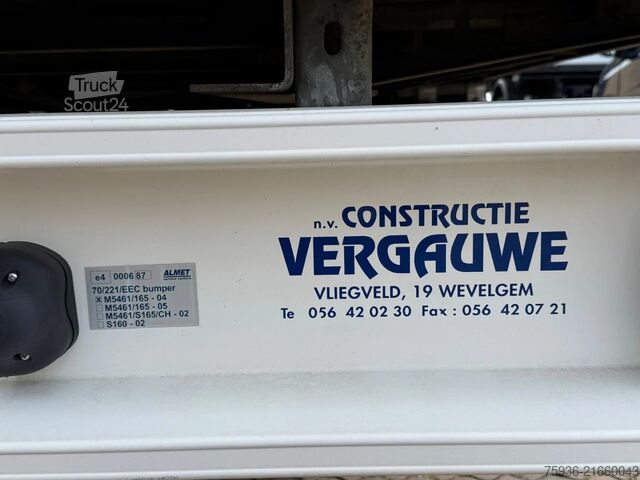 Truck
Scout24
n.v. CONSTRUCTIE
VERGAUWE
VLIEGVELD, 19 WEVELGEM
Te 056 42 02 30 Fax : 056 42 07 21
e4 0006 87 ALMET
70/221/EEC bumper
M5461/165 - 04
M5461/165 - 05
M5461/S165/CH - 02
S160 - 02
75936-21660043